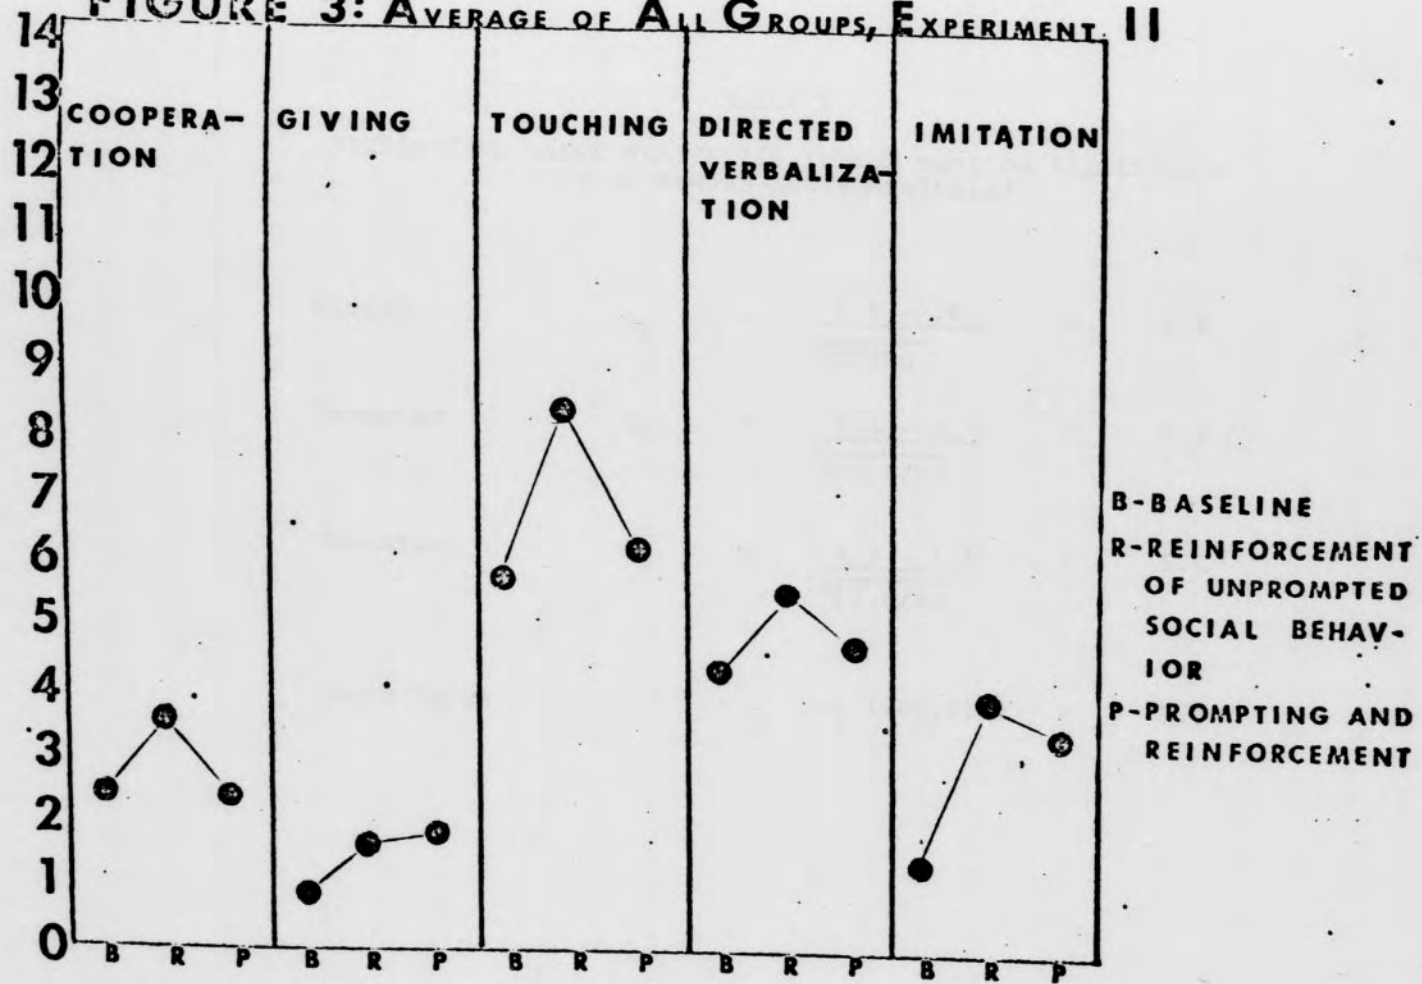 FIGURE 3: AVERAGE OF ALL GROUPS, EXPERIMENT II
14
13
12
11
10
9
8
7
6
5
4
3
2
1
0
COOPERA-
TION
GIVING
TOUCHING
DIRECTED
VERBALIZA-
TION
IMITATION
B R P
B R P
B R P
B R P
B R P
B-BASELINE
R-REINFORCEMENT
OF UNPROMPTED
SOCIAL BEHAV-
IOR
P-PROMPTING AND
REINFORCEMENT